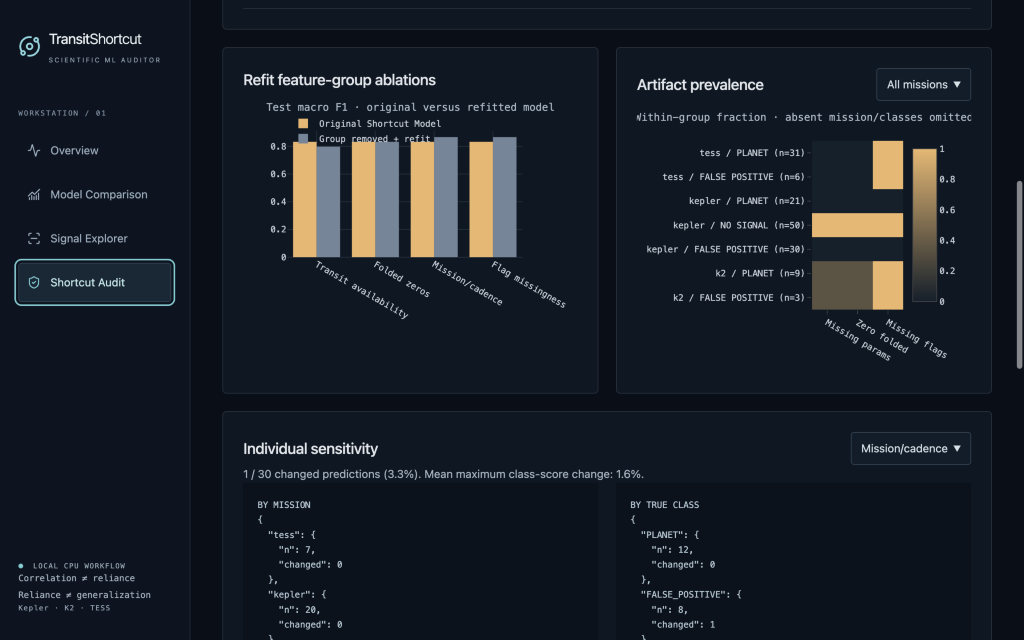 TransitShortcut
SCIENTIFIC ML AUDITOR
WORKSTATION / 01
Overview
Model Comparison
Signal Explorer
Shortcut Audit
LOCAL CPU WORKFLOW
Correlation ≠ reliance
Reliance ≠ generalization
Kepler · K2 · TESS
Refit feature-group ablations
Test macro F1 · original versus refitted model
Original Shortcut Model
Group removed + refit
0.8
0.6
0.4
0.2
0
Transit availability
Folded zeros
Mission/cadence
Flag missingness
Artifact prevalence
All missions ▼
Within-group fraction · absent mission/classes omitted
tess / PLANET (n=31)
tess / FALSE POSITIVE (n=6)
kepler / PLANET (n=21)
kepler / NO SIGNAL (n=50)
kepler / FALSE POSITIVE (n=30)
k2 / PLANET (n=9)
k2 / FALSE POSITIVE (n=3)
1
0.8
0.6
0.4
0.2
0
Missing params
Zero folded
Missing flags
Individual sensitivity
Mission/cadence ▼
1 / 30 changed predictions (3.3%). Mean maximum class-score change: 1.6%.
BY MISSION
{
"tess": {
"n": 7,
"changed": 0
},
"kepler": {
"n": 20,
"changed": 0
}
BY TRUE CLASS
{
"PLANET": {
"n": 12,
"changed": 0
},
"FALSE_POSITIVE": {
"n": 8,
"changed": 1
}